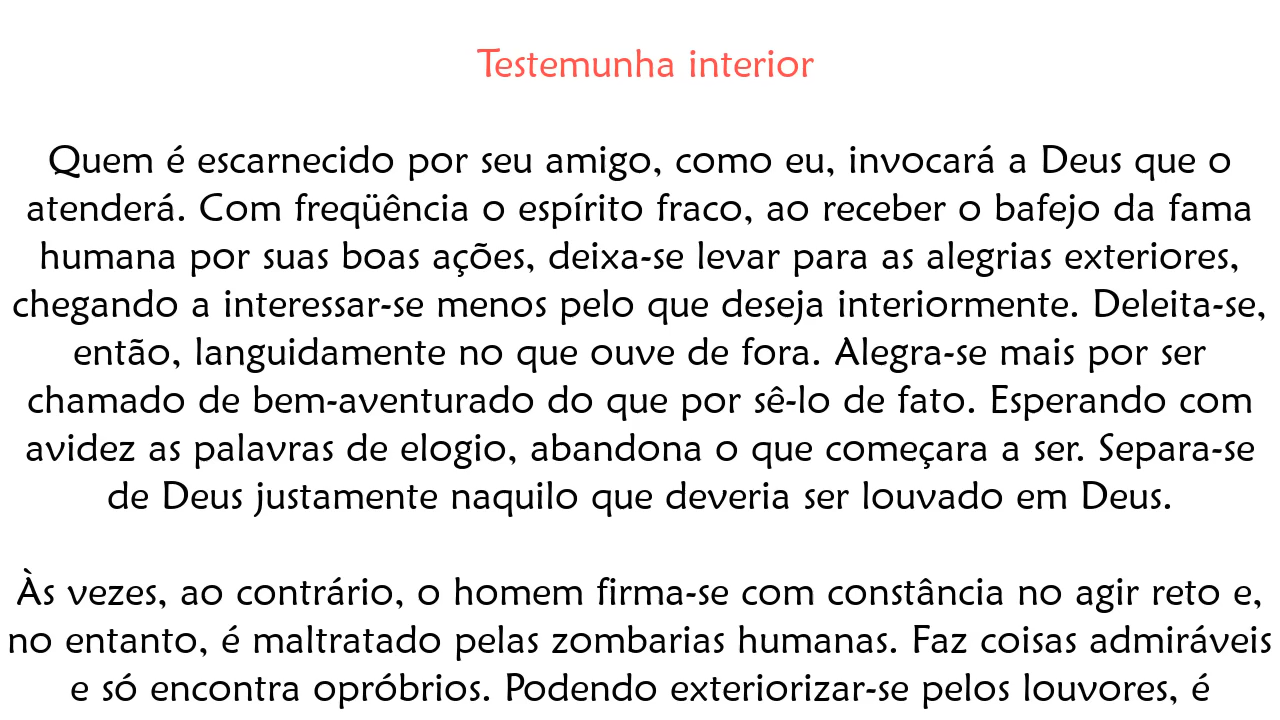 Testemunha interior
Quem é escarnecido por seu amigo, como eu, invocará a Deus que o
atenderá. Com freqüência o espírito fraco, ao receber o bafejo da fama
humana por suas boas ações, deixa-se levar para as alegrias exteriores,
chegando a interessar-se menos pelo que deseja interiormente. Deleita-se,
então, languidamente no que ouve de fora. Alegra-se mais por ser
chamado de bem-aventurado do que por sê-lo de fato. Esperando com
avidez as palavras de elogio, abandona o que começara a ser. Separa-se
de Deus justamente naquilo que deveria ser louvado em Deus.
Às vezes, ao contrário, o homem firma-se com constância no agir reto e,
no entanto, é maltratado pelas zombarias humanas. Faz coisas admiráveis
e só encontra opróbrios. Podendo exteriorizar-se pelos louvores, é